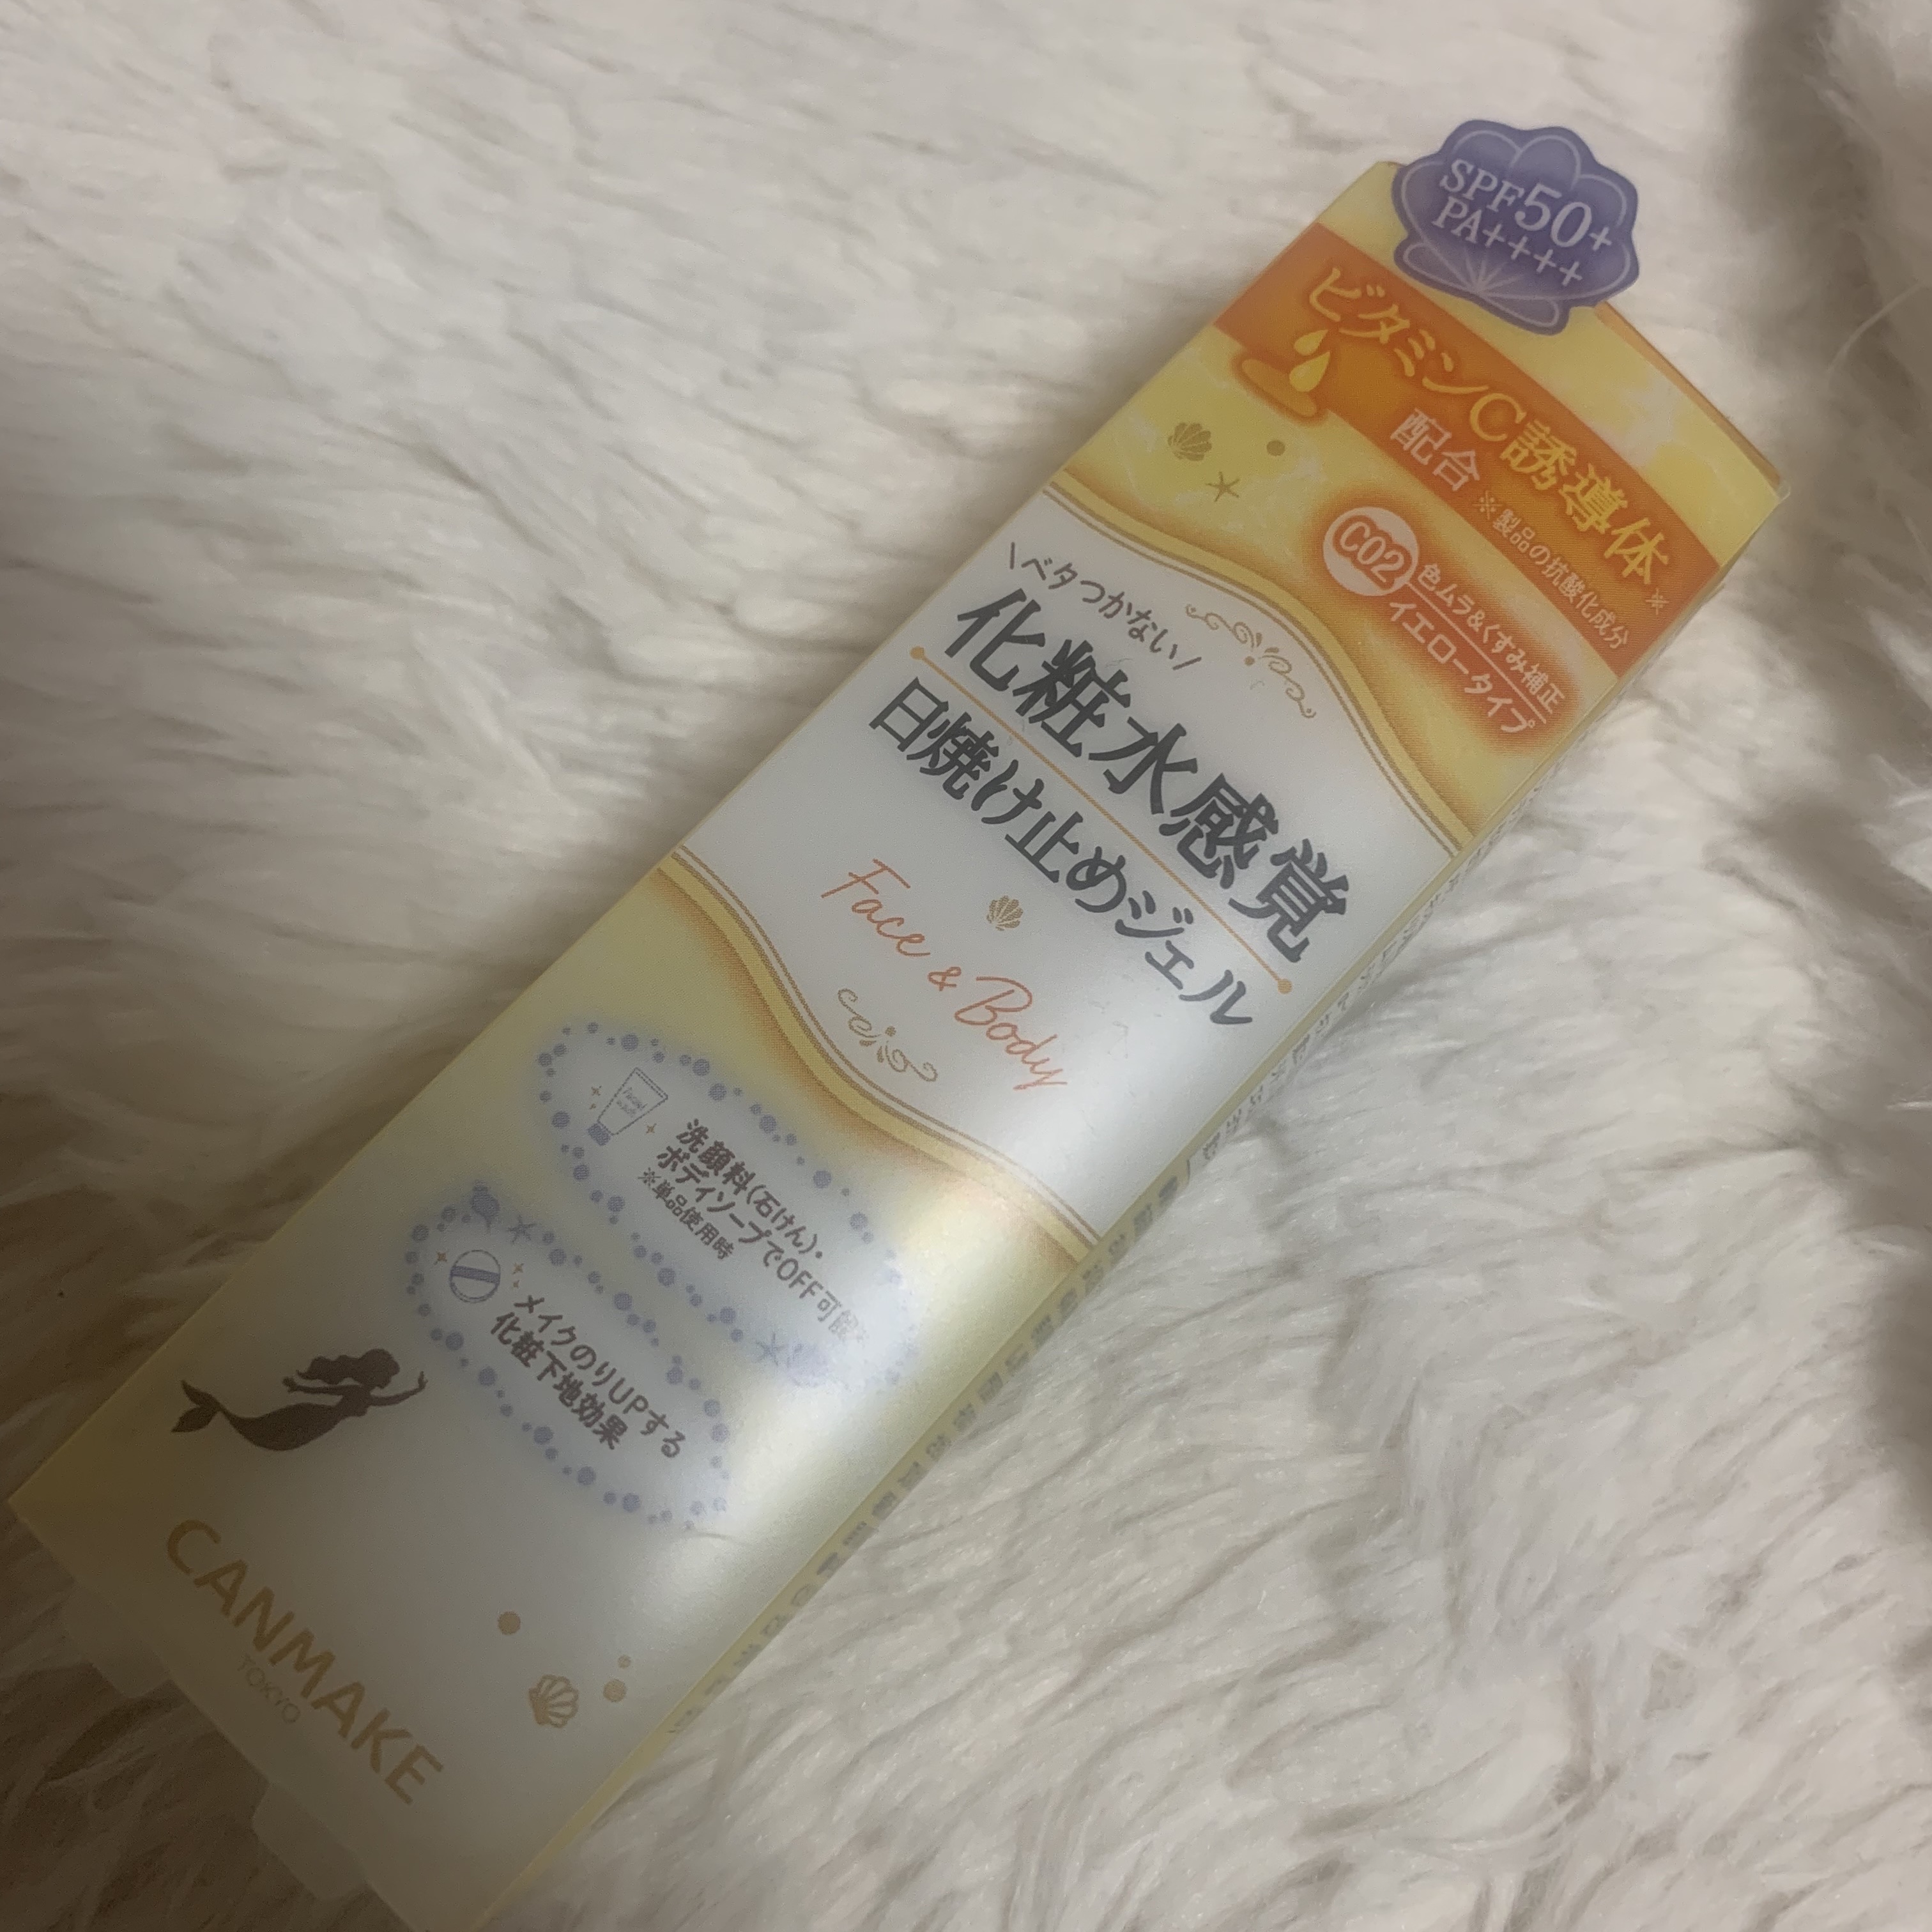 SPF50+
PA++++
ビタミンC誘導体※
配合 ※製品の抗酸化成分
C02 色ムラ&くすみ補正
イエロータイプ
\ベタつかない/
化粧水感覚
日焼け止めジェル
Face & Body
洗顔料(石けん)・
ボディソープでOFF可能※
※単品使用時
メイクのりUPする
化粧下地効果
CANMAKE
TOKYO